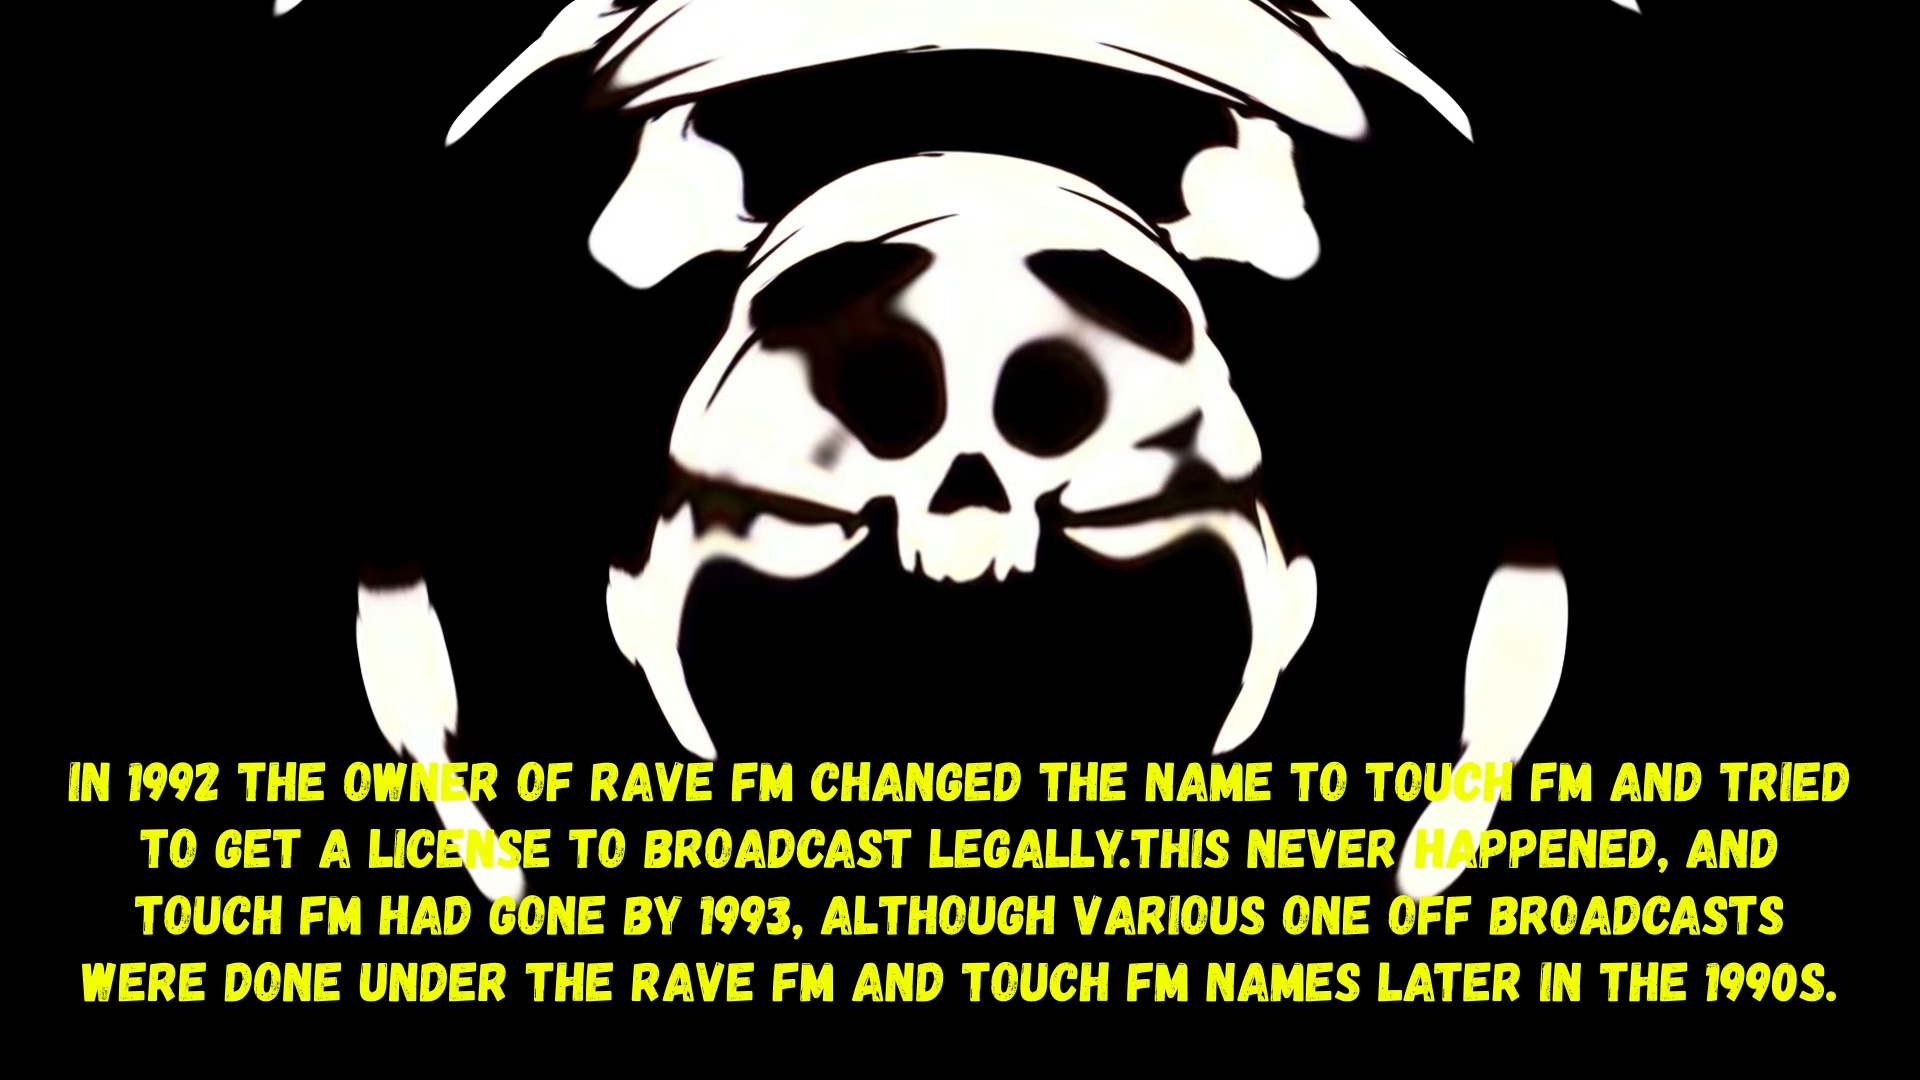 IN 1992 THE OWNER OF RAVE FM CHANGED THE NAME TO TOUCH FM AND TRIED
TO GET A LICENSE TO BROADCAST LEGALLY.THIS NEVER HAPPENED, AND
TOUCH FM HAD GONE BY 1993, ALTHOUGH VARIOUS ONE OFF BROADCASTS
WERE DONE UNDER THE RAVE FM AND TOUCH FM NAMES LATER IN THE 1990S.